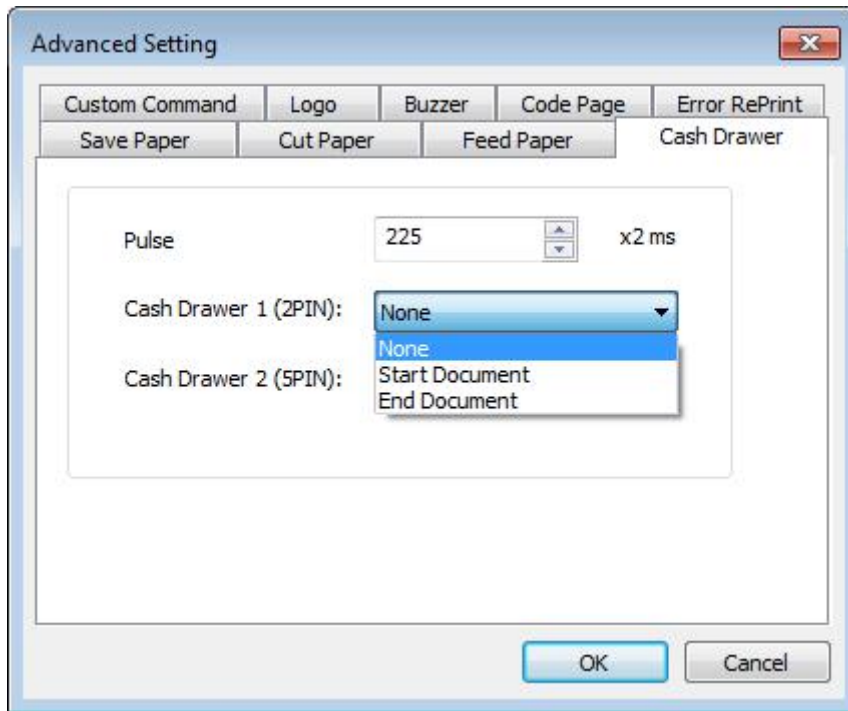 Advanced Setting
Custom Command Logo Buzzer Code Page Error RePrint
Save Paper Cut Paper Feed Paper Cash Drawer
Pulse 225 x2 ms
Cash Drawer 1 (2PIN): None
None
Start Document
Cash Drawer 2 (5PIN):
End Document
OK Cancel